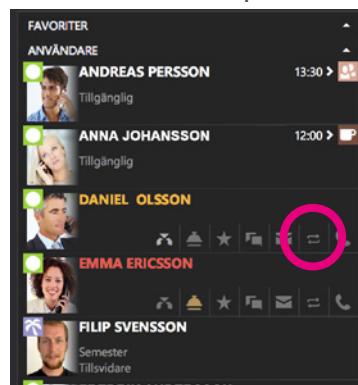 FAVORITER
ANVÄNDARE
ANDREAS PERSSON 13:30
Tillgänglig
ANNA JOHANSSON 12:00
Tillgänglig
DANIEL OLSSON
EMMA ERICSSON
FILIP SVENSSON
Semester
Tillsvidare